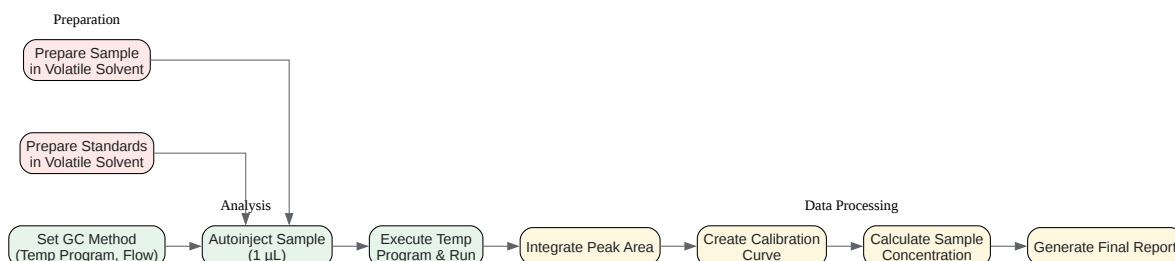 Preparation
Prepare Sample
in Volatile Solvent
Prepare Standards
in Volatile Solvent
Analysis
Data Processing
Set GC Method
(Temp Program, Flow)
Autoinject Sample
(1 µL)
Execute Temp
Program & Run
Integrate Peak Area
Create Calibration
Curve
Calculate Sample
Concentration
Generate Final Report